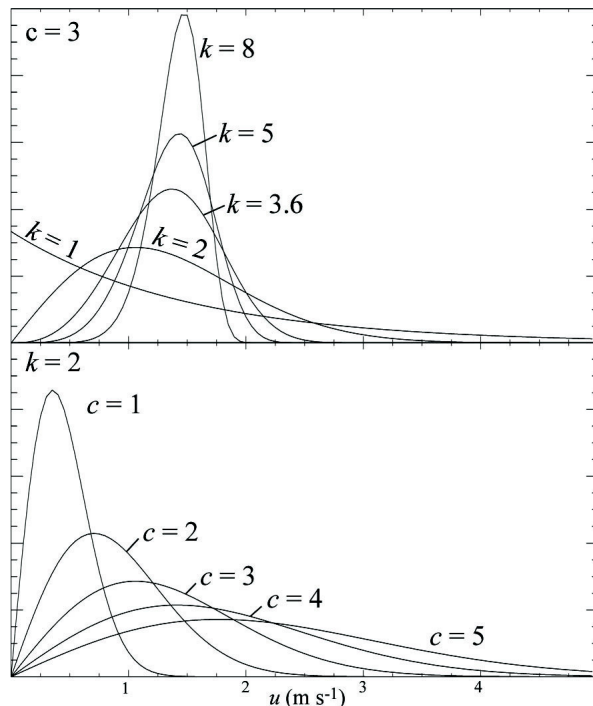 c = 3
k = 8
k = 5
k = 3.6
k = 1
k = 2
k = 2
c = 1
c = 2
c = 3
c = 4
c = 5
1 2 3 4
u (m s⁻¹)